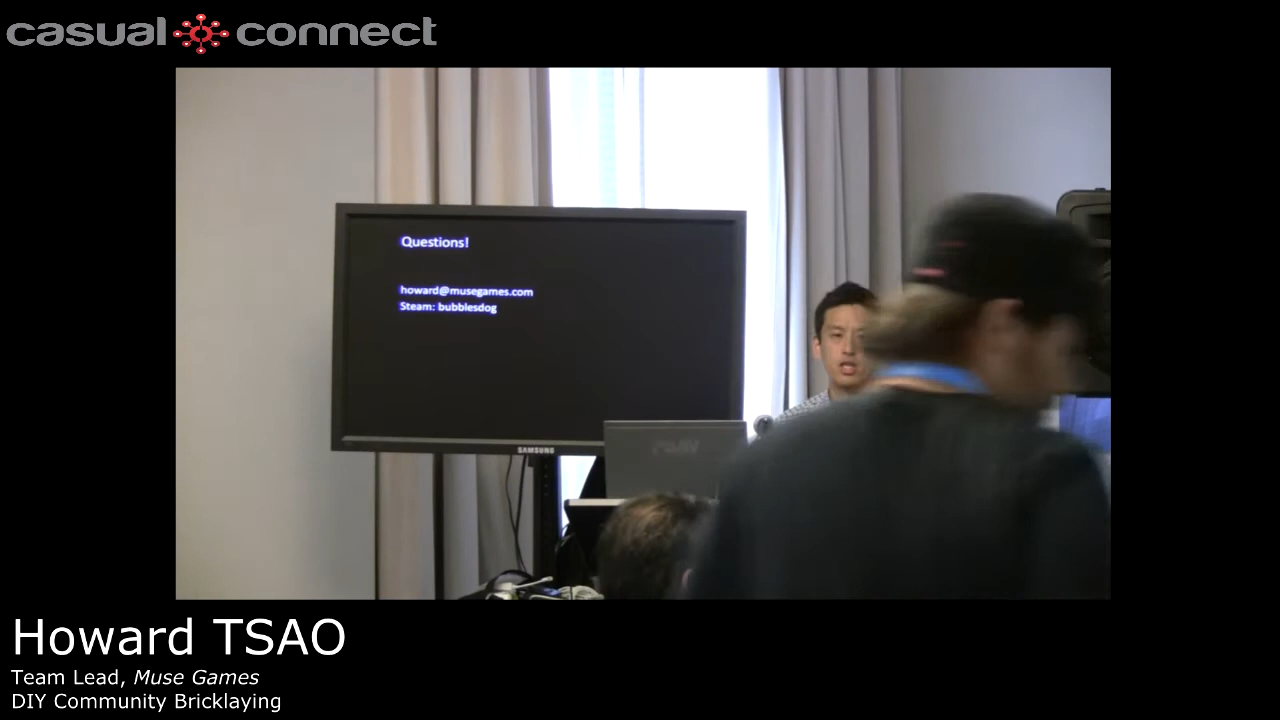 casual connect
Questions!
howard@musegames.com
Steam: bubblesdog
SAMSUNG
Howard TSAO
Team Lead, Muse Games
DIY Community Bricklaying